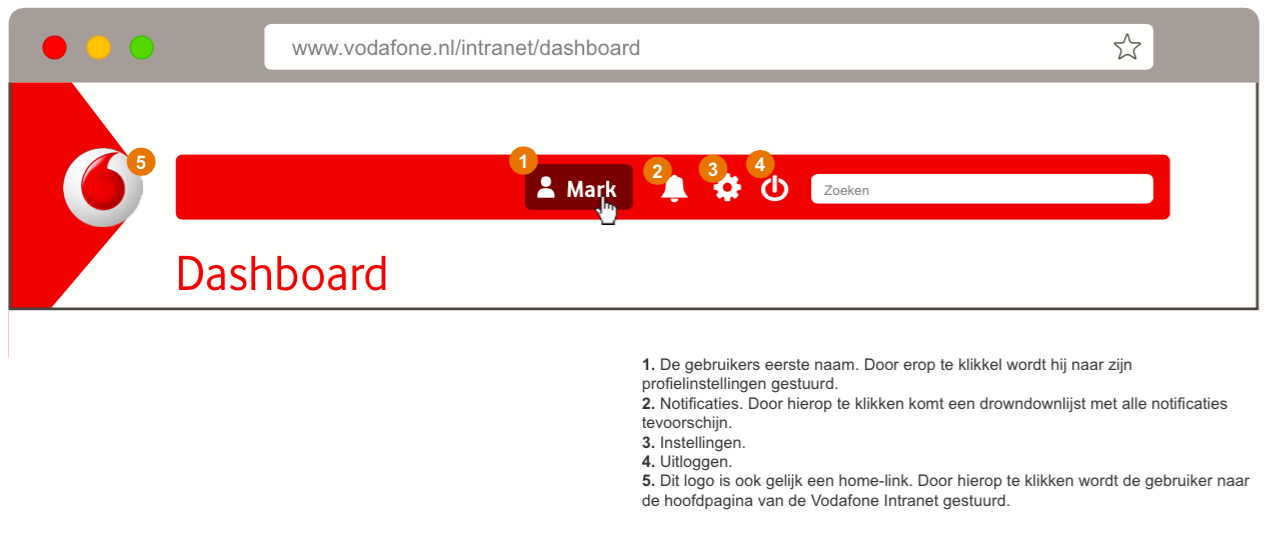 www.vodafone.nl/intranet/dashboard
5
1
2
3
4
Mark
Zoeken
Dashboard
1. De gebruikers eerste naam. Door erop te klikkel wordt hij naar zijn
profielinstellingen gestuurd.
2. Notificaties. Door hierop te klikken komt een drowndownlijst met alle notificaties
tevoorschijn.
3. Instellingen.
4. Uitloggen.
5. Dit logo is ook gelijk een home-link. Door hierop te klikken wordt de gebruiker naar
de hoofdpagina van de Vodafone Intranet gestuurd.